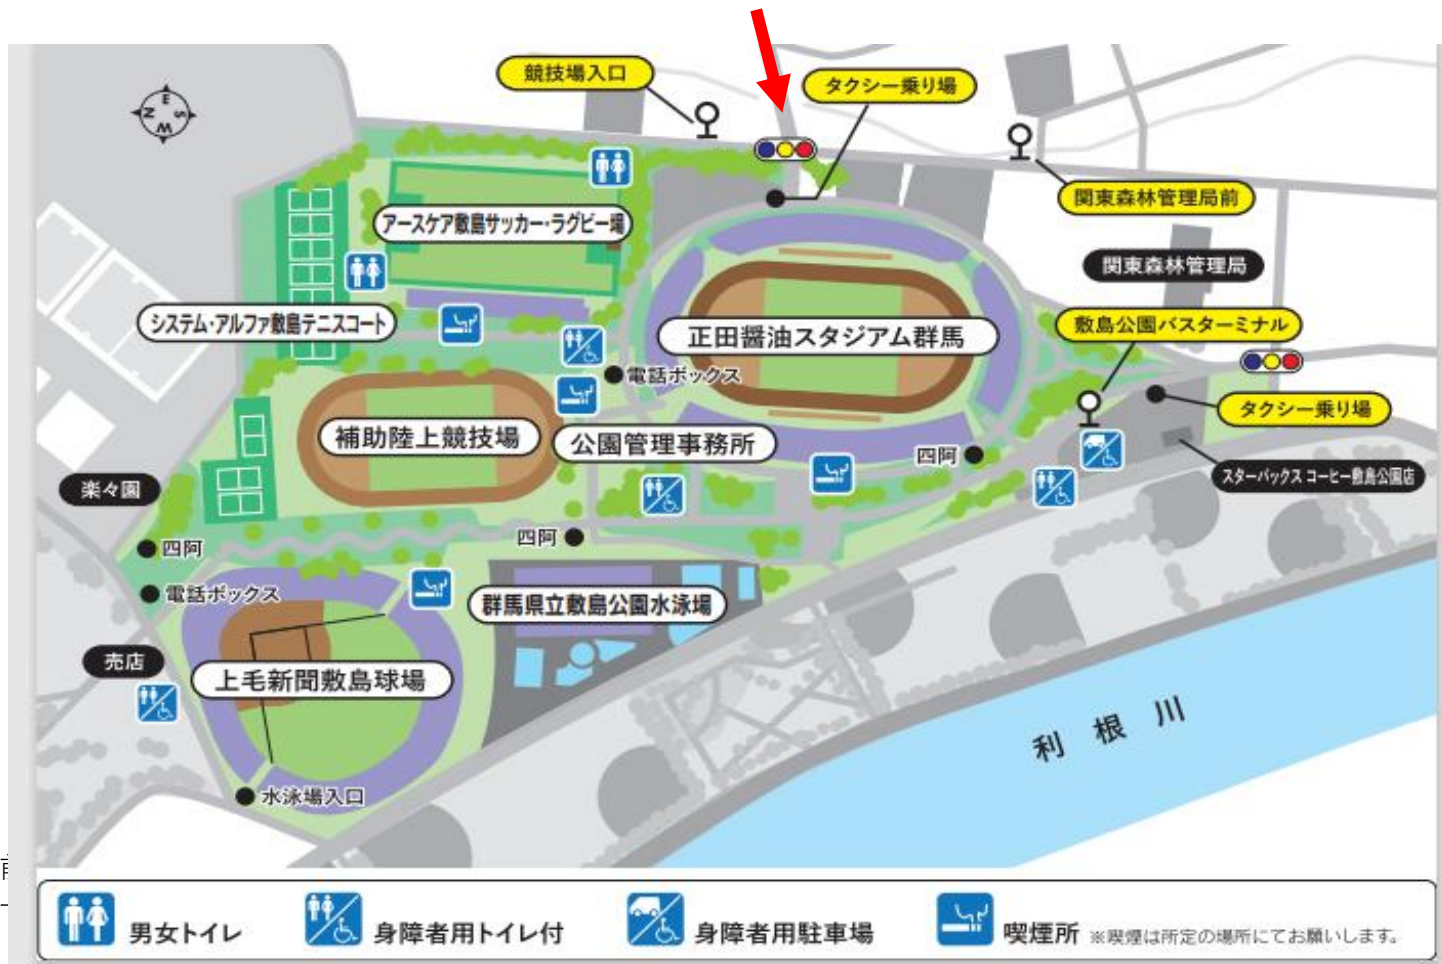 競技場入口
タクシー乗り場
E
N
S
W
関東森林管理局前
アースケア敷島サッカー・ラグビー場
関東森林管理局
システム・アルファ敷島テニスコート
正田醤油スタジアム群馬
敷島公園バスターミナル
電話ボックス
タクシー乗り場
補助陸上競技場
公園管理事務所
四阿
スターバックス コーヒー敷島公園店
楽々園
四阿
四阿
電話ボックス
群馬県立敷島公園水泳場
売店
上毛新聞敷島球場
利根川
水泳場入口
男女トイレ
身障者用トイレ付
身障者用駐車場
喫煙所 ※喫煙は所定の場所にてお願いします。